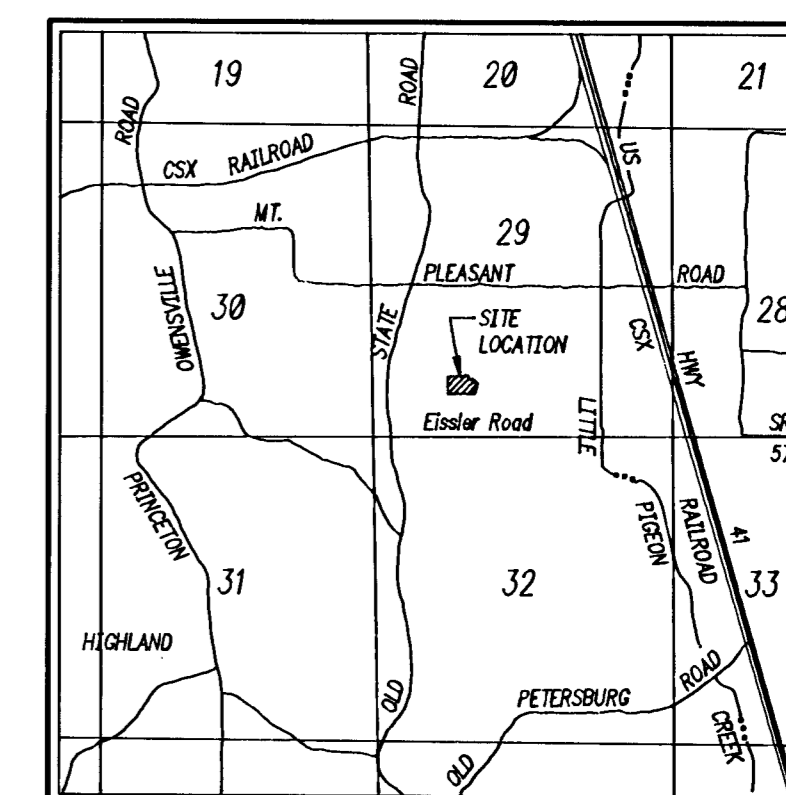 19
20
21
ROAD
ROAD
US
CSX RAILROAD
MT.
29
PLEASANT ROAD
OWENSVILLE
30
28
SITE
LOCATION
STATE
CSX
HWY
Eissler Road
LITTLE
SR
57
PRINCETON
PIGEON
RAILROAD
41
31
32
33
HIGHLAND
OLD
PETERSBURG ROAD
OLD
CREEK